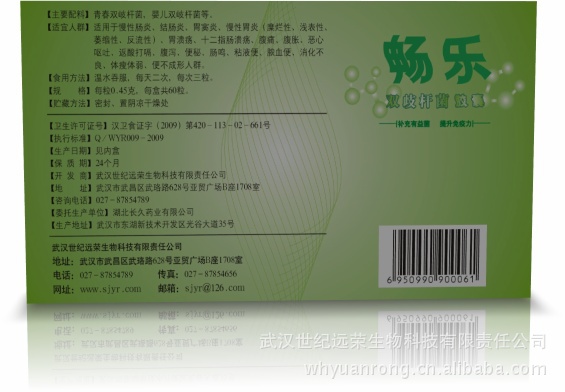 【主要配料】青春双岐杆菌，婴儿双岐杆菌等。
【适宜人群】适用于慢性肠炎、结肠炎、胃窦炎、慢性胃炎（糜烂性、浅表性、
萎缩性、反流性）、胃溃疡、十二指肠溃疡、腹痛、腹胀、恶心
呕吐、返酸打嗝、腹泻、便秘、肠鸣、粘液便、脓血便、消化不
良、体瘦体弱、便不成形人群。
【食用方法】温水吞服，每天二次，每次三粒。
【规　格】每粒0.45克，每盒共60粒。
【贮藏方法】密封，置阴凉干燥处
【卫生许可证号】汉卫食证字（2009）第420-113-02-661号
【执行标准】Q／WYR009-2009
【生产日期】见内盒
【保 质 期】24个月
【开 发 商】武汉世纪远荣生物科技有限责任公司
【地　　址】武汉市武昌区武珞路628号亚贸广场B座1708室
【咨询电话】027-87854789
【委托生产单位】湖北长久药业有限公司
【生产地址】武汉市东湖新技术开发区光谷大道35号
武汉世纪远荣生物科技有限责任公司
地址：武汉市武昌区武珞路628号亚贸广场B座1708室
电话：027-87854789　传真：027-87854656
网址：www.sjyr.com　邮箱：sjyr@126.com
畅乐
双歧杆菌胶囊
[补充有益菌　提升免疫力]
6 950990 900061
武汉世纪远荣生物科技有限责任公司
whyuanrong.cn.alibaba.com